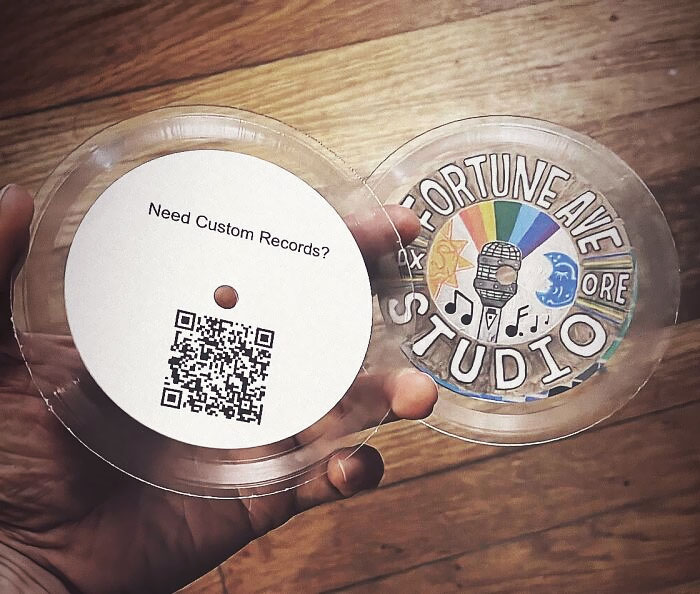 Need Custom Records?
FORTUNE AVE
ORE
STUDIO